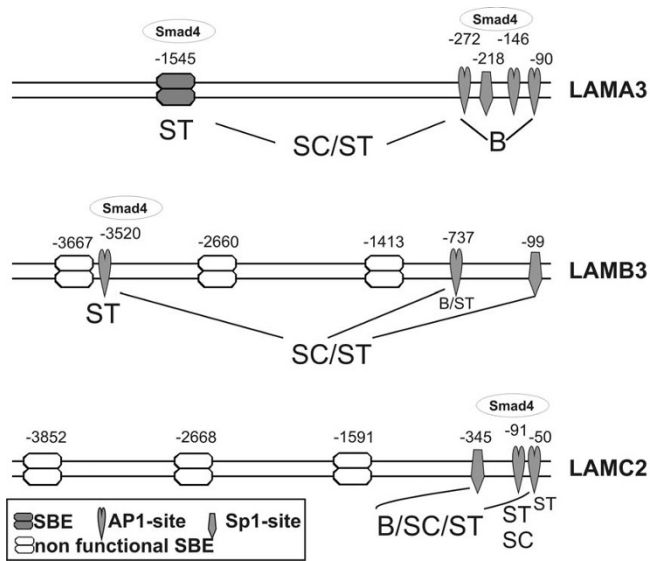 Smad4 Smad4
-1545 -272 -218 -146 -90
LAMA3
ST SC/ST B
Smad4
-3667 -3520 -2660 -1413 -737 -99
LAMB3
ST B/ST
SC/ST
Smad4
-3852 -2668 -1591 -345 -91 -50
LAMC2
B/SC/ST ST ST
SC
SBE AP1-site Sp1-site
non functional SBE